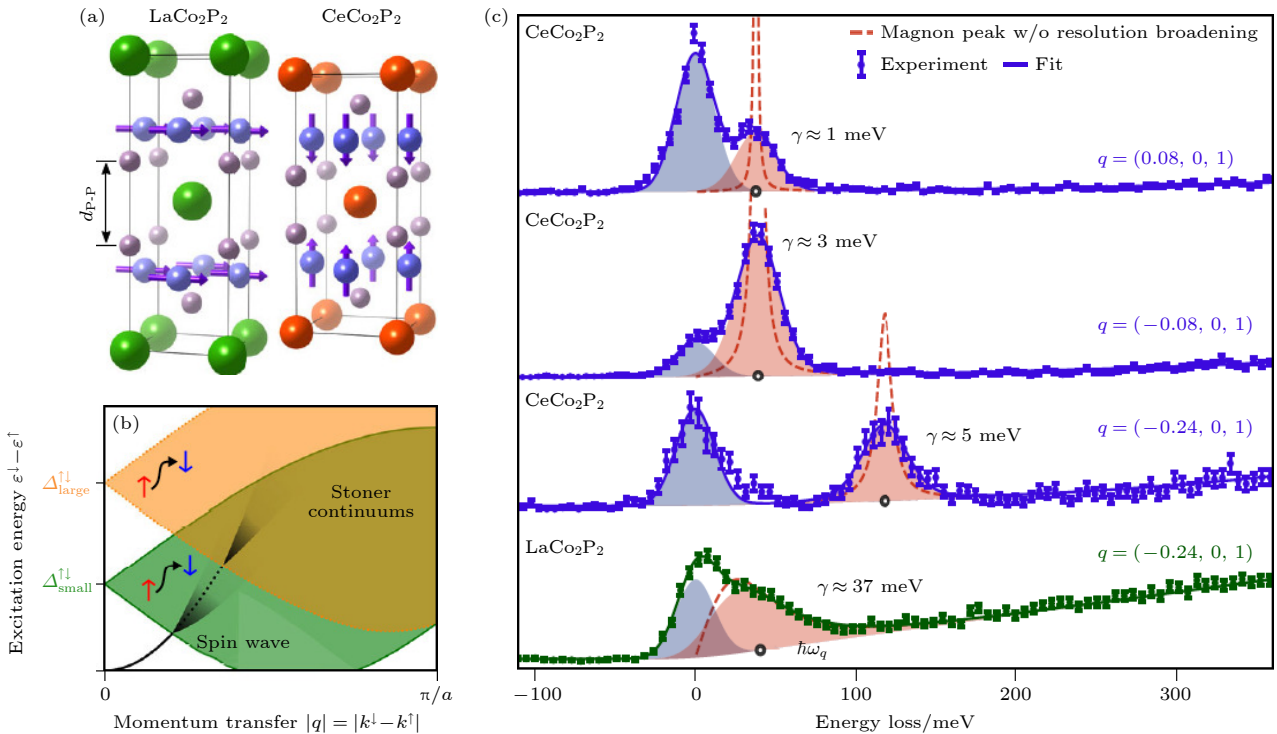 (a)
LaCo₂P₂
CeCo₂P₂
d_P-P
(b)
Excitation energy ε↓−ε↑
Δ↑↓large
Δ↑↓small
Stoner
continuums
Spin wave
0
π/a
Momentum transfer |q| = |k↓−k↑|
(c)
CeCo₂P₂
Magnon peak w/o resolution broadening
Experiment
Fit
γ ≈ 1 meV
q = (0.08, 0, 1)
CeCo₂P₂
γ ≈ 3 meV
q = (−0.08, 0, 1)
CeCo₂P₂
γ ≈ 5 meV
q = (−0.24, 0, 1)
LaCo₂P₂
γ ≈ 37 meV
q = (−0.24, 0, 1)
ħω_q
−100
0
100
200
300
Energy loss/meV